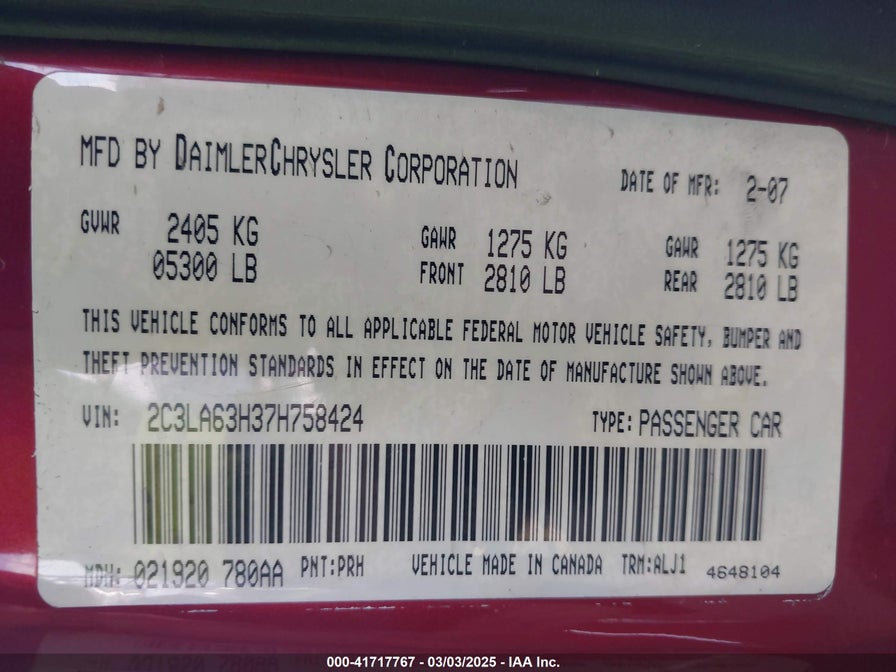 MFD BY DAIMLERCHRYSLER CORPORATION DATE OF MFR: 2-07
GVWR 2405 KG GAWR 1275 KG GAWR 1275 KG
05300 LB FRONT 2810 LB REAR 2810 LB
THIS VEHICLE CONFORMS TO ALL APPLICABLE FEDERAL MOTOR VEHICLE SAFETY, BUMPER AND
THEFT PREVENTION STANDARDS IN EFFECT ON THE DATE OF MANUFACTURE SHOWN ABOVE.
VIN: 2C3LA63H37H758424 TYPE: PASSENGER CAR
MDH: 021920 780AA PNT:PRH VEHICLE MADE IN CANADA TRM:ALJ1 4648104
000-41717767 - 03/03/2025 - IAA Inc.